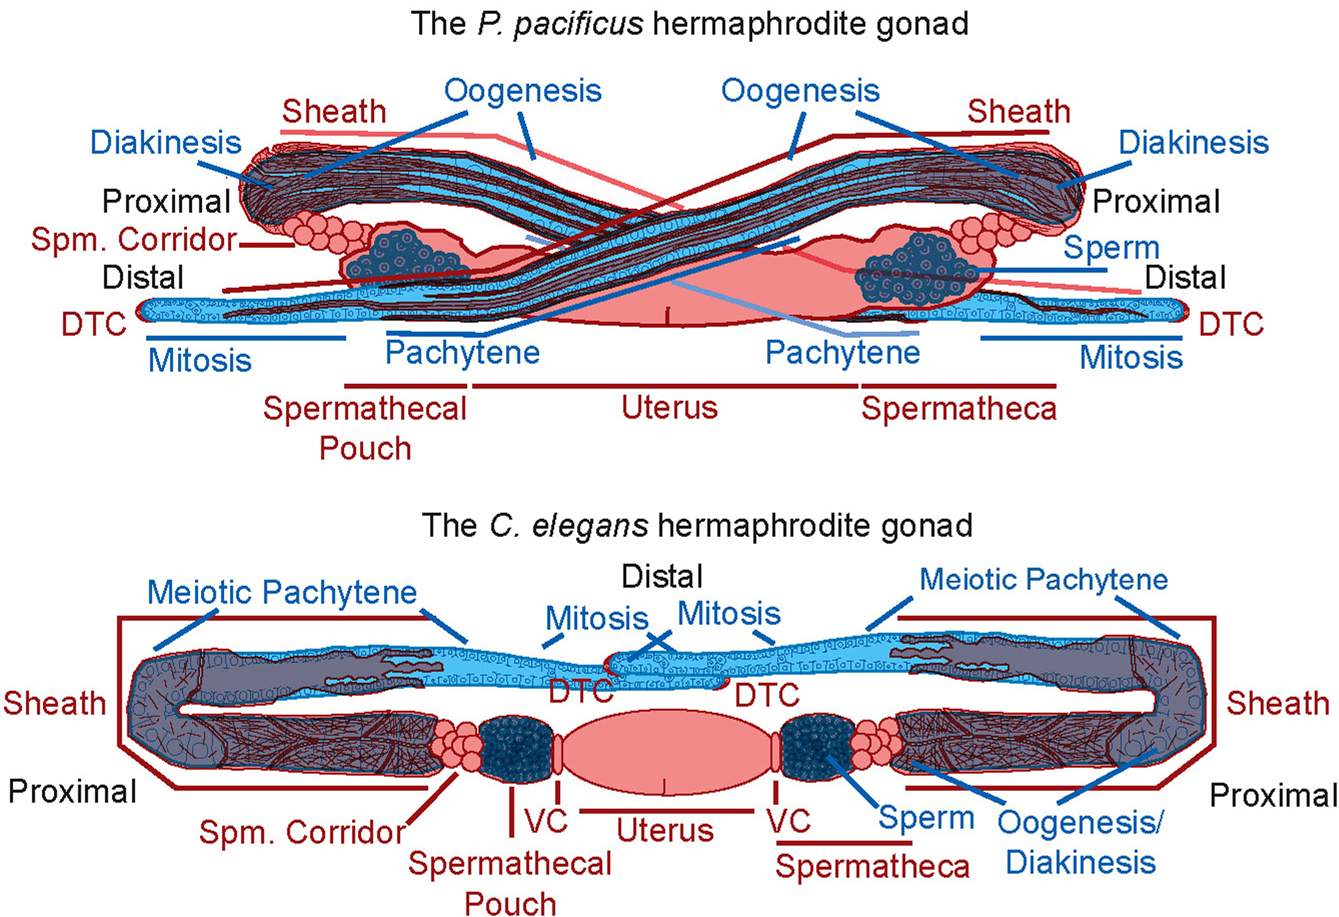 The P. pacificus hermaphrodite gonad
Oogenesis
Oogenesis
Sheath
Sheath
Diakinesis
Diakinesis
Proximal
Proximal
Spm. Corridor
Sperm
Distal
Distal
DTC
DTC
Mitosis
Pachytene
Pachytene
Mitosis
Spermathecal
Pouch
Uterus
Spermatheca
The C. elegans hermaphrodite gonad
Distal
Meiotic Pachytene
Meiotic Pachytene
Mitosis
Mitosis
DTC
DTC
Sheath
Sheath
Proximal
Proximal
Spm. Corridor
VC
Uterus
VC
Sperm
Oogenesis/
Diakinesis
Spermathecal
Pouch
Spermatheca